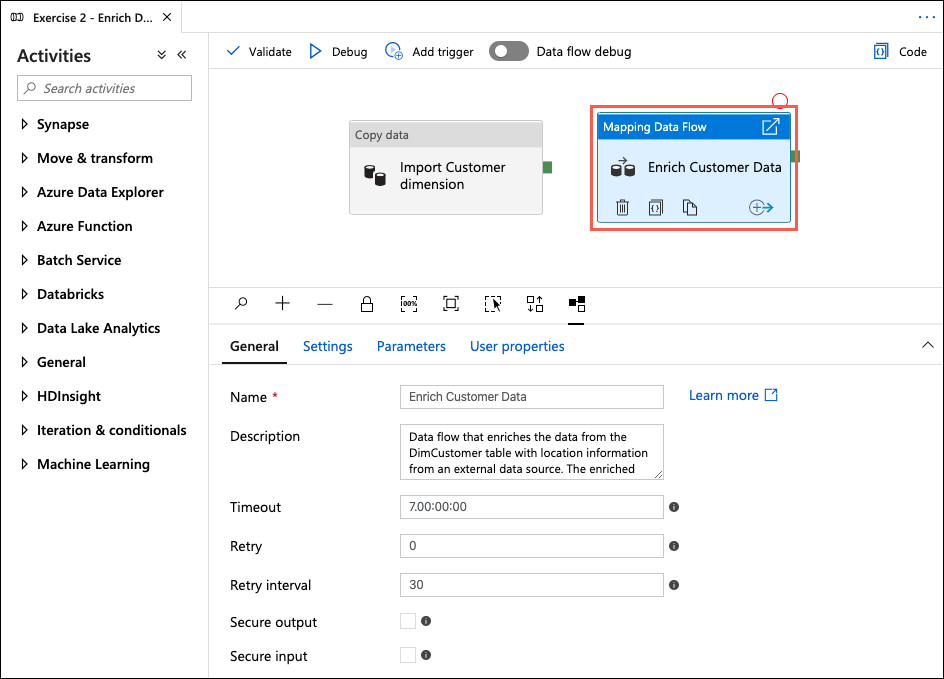 Exercise 2 - Enrich D...
Activities
Search activities
Synapse
Move & transform
Azure Data Explorer
Azure Function
Batch Service
Databricks
Data Lake Analytics
General
HDInsight
Iteration & conditionals
Machine Learning
Validate
Debug
Add trigger
Data flow debug
Code
Copy data
Import Customer
dimension
Mapping Data Flow
Enrich Customer Data
100%
General
Settings
Parameters
User properties
Name *
Enrich Customer Data
Learn more
Description
Data flow that enriches the data from the
DimCustomer table with location information
from an external data source. The enriched
Timeout
7.00:00:00
Retry
0
Retry interval
30
Secure output
Secure input